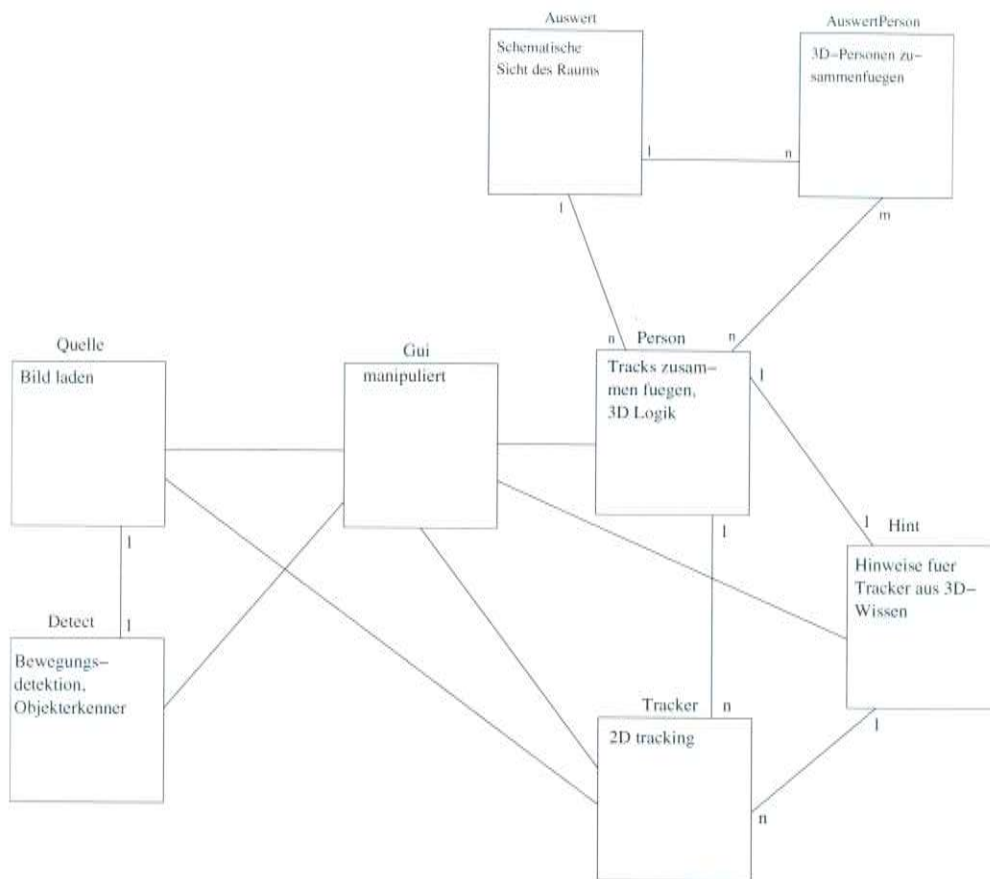 Auswert
AuswertPerson
Schematische
Sicht des Raums
3D-Personen zu-
sammenfuegen
1
n
1
m
n
Person
n
Quelle
Gui
Bild laden
manipuliert
Tracks zusam-
men fuegen,
3D Logik
1
1
1
1
Hint
Hinweise fuer
Tracker aus 3D-
Wissen
Detect
1
Bewegungs-
detektion,
Objekterkenner
Tracker
n
2D tracking
1
n